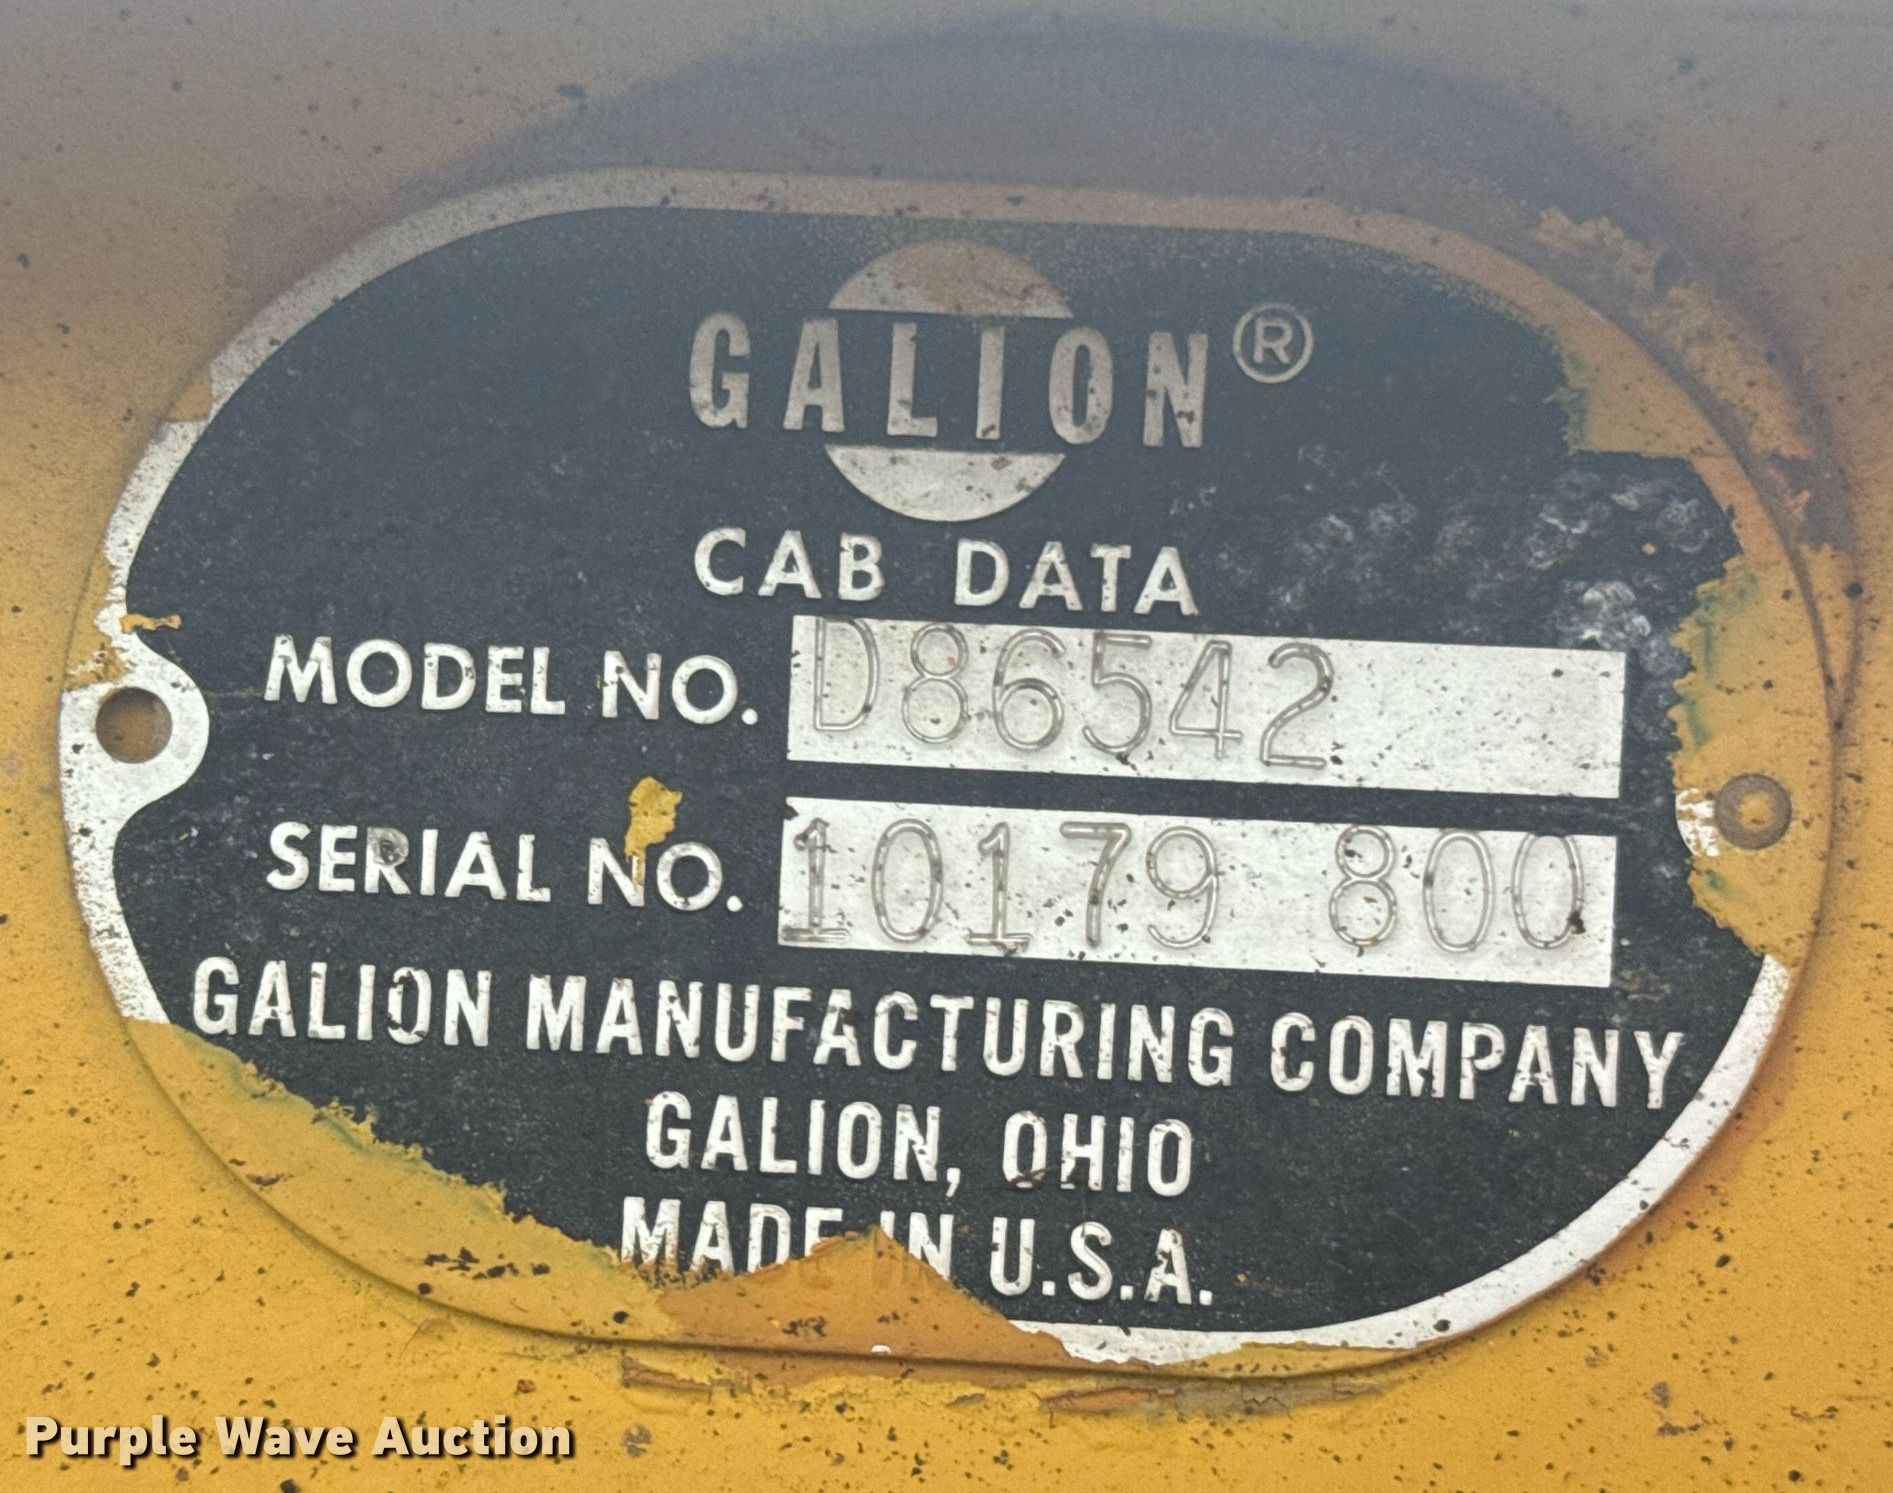 GALION®
CAB DATA
MODEL NO. D86542
SERIAL NO. 10179 800
GALION MANUFACTURING COMPANY
GALION, OHIO
MADE IN U.S.A.
Purple Wave Auction